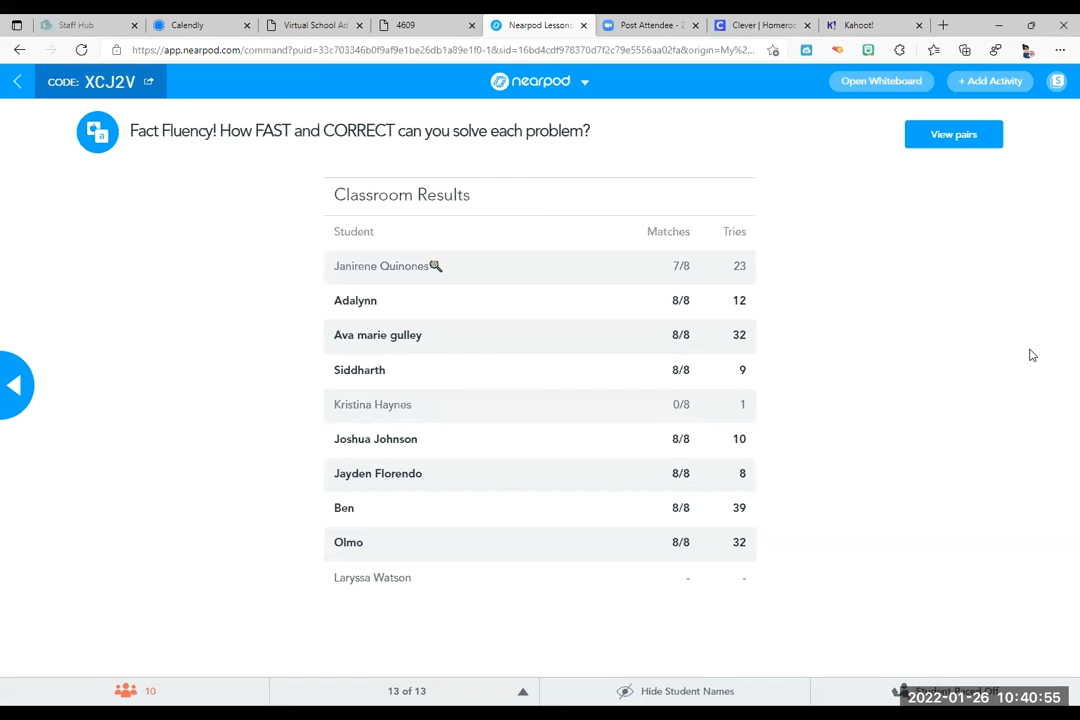 Staff Hub
Calendly
Virtual School Ad
4609
Nearpod Lesson
Post Attendee - Z
Clever | Homeroo
K! Kahoot!
https://app.nearpod.com/command?puid=33c703346b0f9af9e1be26db1a89e1f0-1&sid=16bd4cdf978370d7f2c79e5556aa02fa&origin=My%2...
CODE: XCJ2V
nearpod
Open Whiteboard
+ Add Activity
S
Fact Fluency! How FAST and CORRECT can you solve each problem?
View pairs
Classroom Results
Student Matches Tries
Janirene Quinones 7/8 23
Adalynn 8/8 12
Ava marie gulley 8/8 32
Siddharth 8/8 9
Kristina Haynes 0/8 1
Joshua Johnson 8/8 10
Jayden Florendo 8/8 8
Ben 8/8 39
Olmo 8/8 32
Laryssa Watson - -
10
13 of 13
Hide Student Names
Student Paced Off
2022-01-26 10:40:55